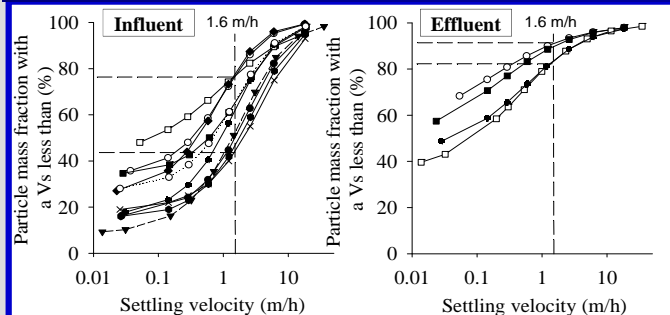 Influent
1.6 m/h
Particle mass fraction with
a Vs less than (%)
100
80
60
40
20
0
0.01
0.1
1
10
Settling velocity (m/h)
Effluent
1.6 m/h
Particle mass fraction with
a Vs less than (%)
100
80
60
40
20
0
0.01
0.1
1
10
Settling velocity (m/h)